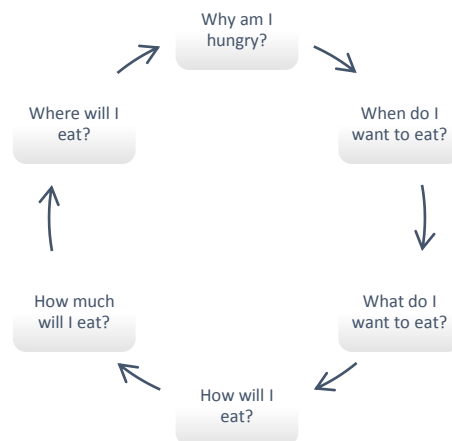 Why am I
hungry?
When do I
want to eat?
What do I
want to eat?
How will I
eat?
How much
will I eat?
Where will I
eat?